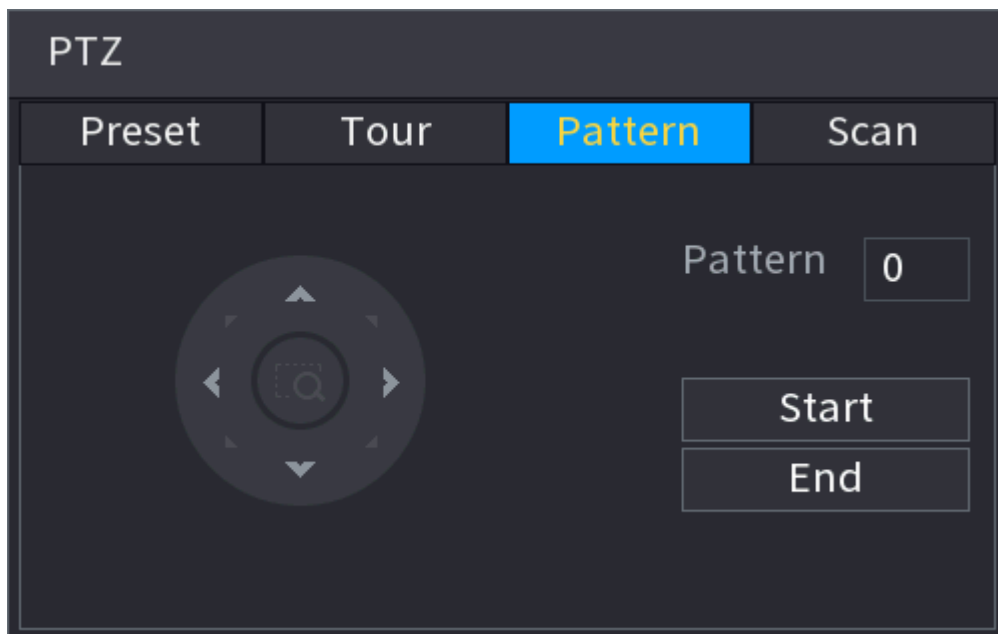 PTZ
Preset Tour Pattern Scan
Pattern 0
Start
End